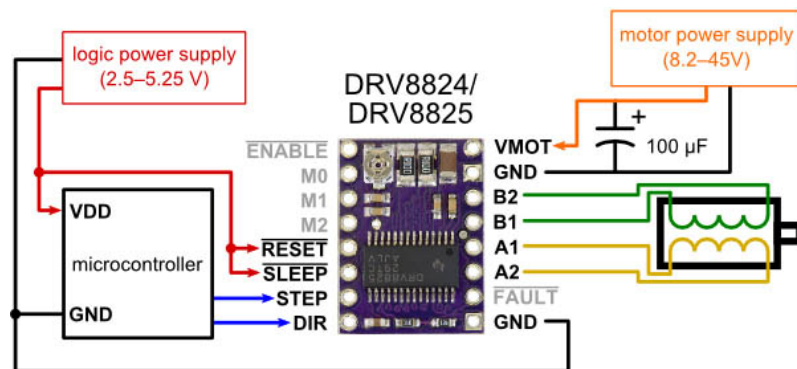 logic power supply
(2.5–5.25 V)
motor power supply
(8.2–45V)
DRV8824/
DRV8825
100 µF
+
ENABLE
M0
M1
M2
RESET
SLEEP
STEP
DIR
VMOT
GND
B2
B1
A1
A2
FAULT
GND
VDD
microcontroller
GND
DRV8825